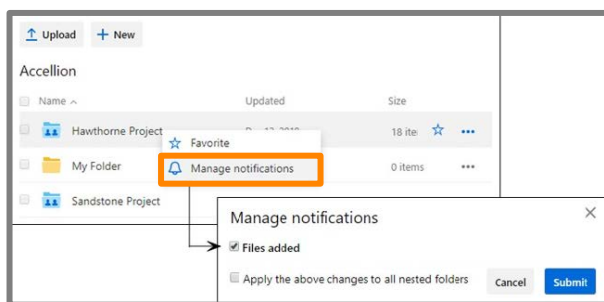 Upload + New
Accellion
Name Updated Size
Hawthorne Project 18 ite
Favorite
My Folder Manage notifications 0 items
Sandstone Project
Manage notifications
Files added
Apply the above changes to all nested folders Cancel Submit